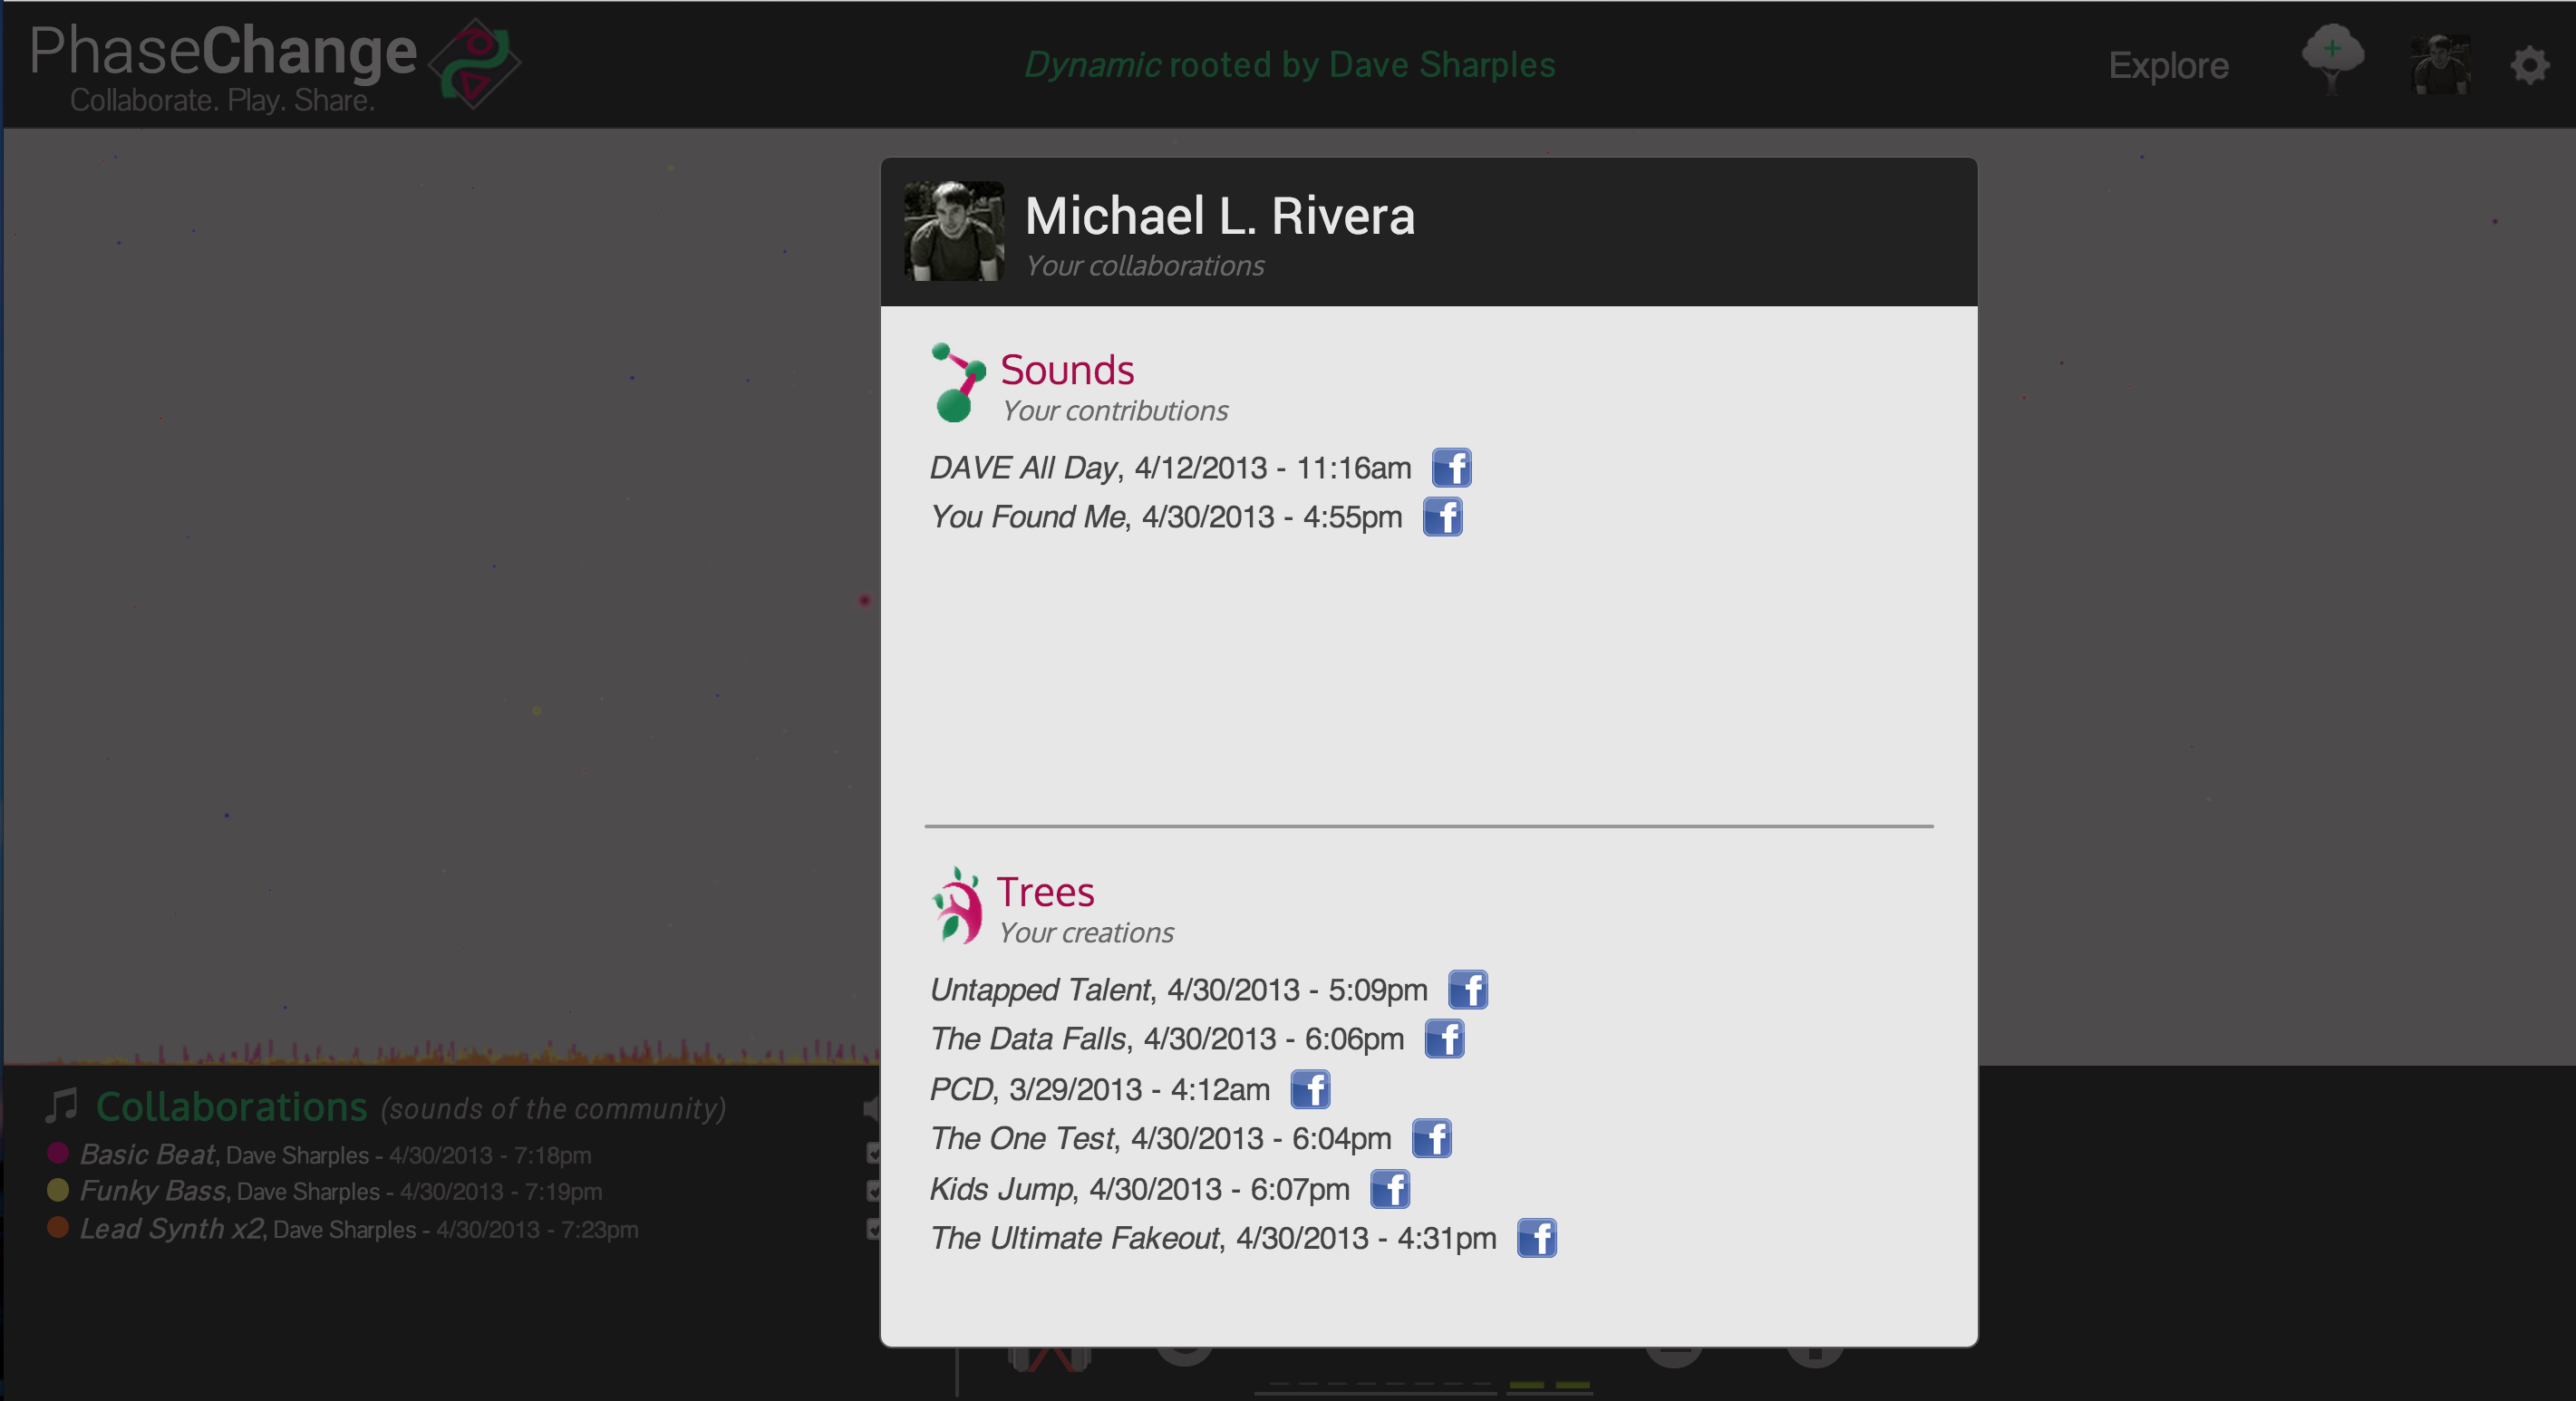 PhaseChange
Collaborate. Play. Share.
Dynamic rooted by Dave Sharples
Explore
Michael L. Rivera
Your collaborations
Sounds
Your contributions
DAVE All Day, 4/12/2013 - 11:16am f
You Found Me, 4/30/2013 - 4:55pm f
Trees
Your creations
Untapped Talent, 4/30/2013 - 5:09pm f
The Data Falls, 4/30/2013 - 6:06pm f
PCD, 3/29/2013 - 4:12am f
The One Test, 4/30/2013 - 6:04pm f
Kids Jump, 4/30/2013 - 6:07pm f
The Ultimate Fakeout, 4/30/2013 - 4:31pm f
Collaborations (sounds of the community)
Basic Beat, Dave Sharples - 4/30/2013 - 7:18pm
Funky Bass, Dave Sharples - 4/30/2013 - 7:19pm
Lead Synth x2, Dave Sharples - 4/30/2013 - 7:23pm